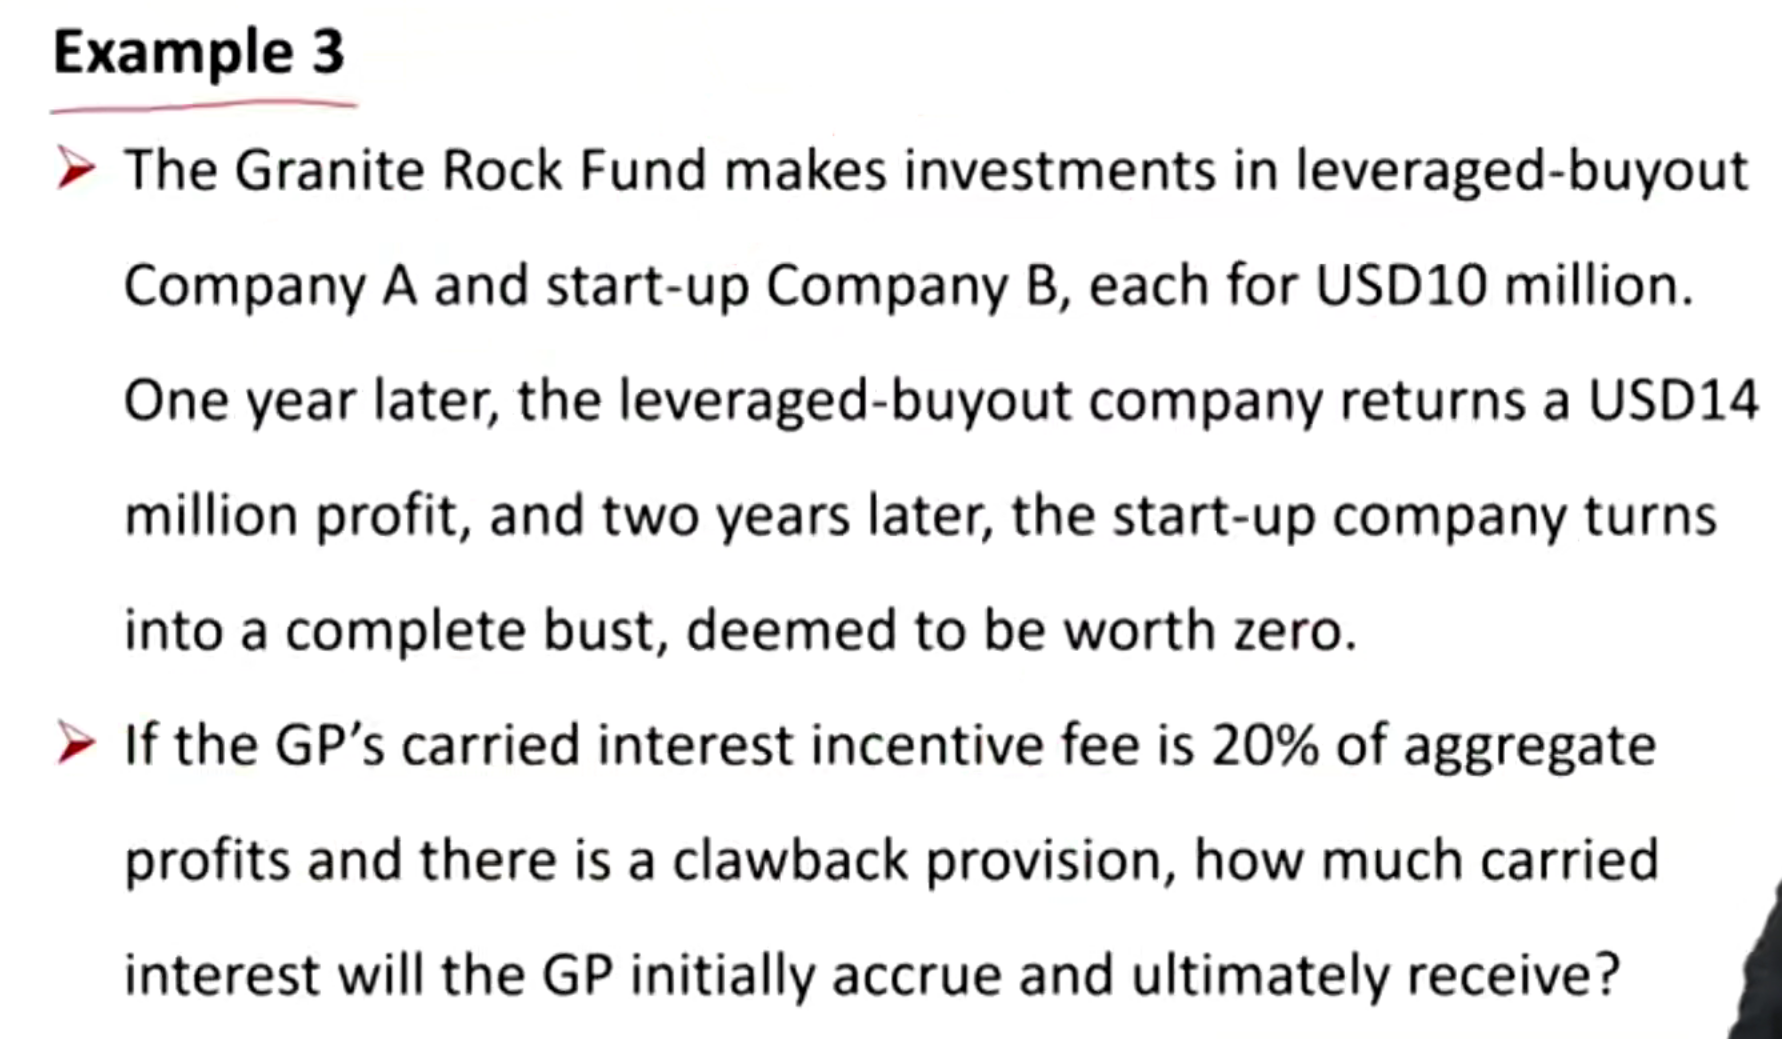 Example 3
The Granite Rock Fund makes investments in leveraged-buyout
Company A and start-up Company B, each for USD10 million.
One year later, the leveraged-buyout company returns a USD14
million profit, and two years later, the start-up company turns
into a complete bust, deemed to be worth zero.
If the GP’s carried interest incentive fee is 20% of aggregate
profits and there is a clawback provision, how much carried
interest will the GP initially accrue and ultimately receive?